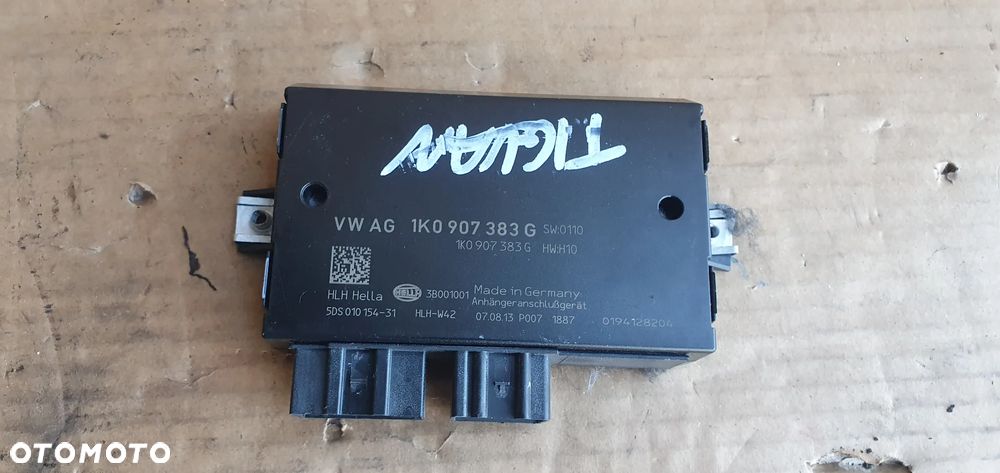 TIGUAN
VW AG 1K0 907 383 G SW:0110
1K0 907 383 G HW:H10
HLH Hella HELLA 3B001001 Made in Germany
Anhängeranschlußgerät
5DS 010 154-31 HLH-W42 07.08.13 P007 1887 0194128204
OTOMOTO